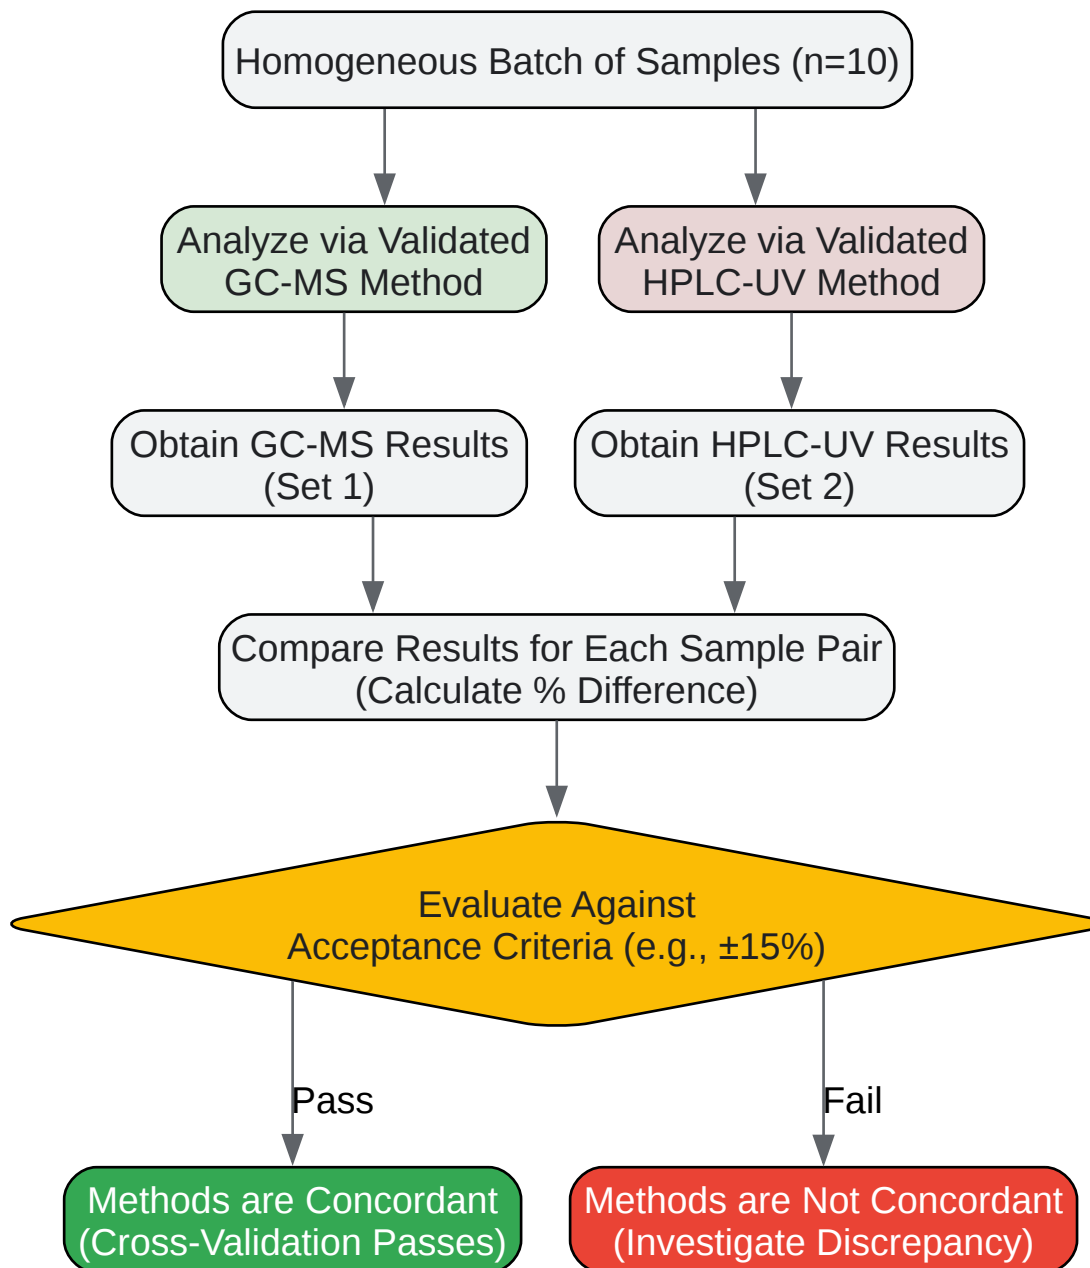 Homogeneous Batch of Samples (n=10)
Analyze via Validated
GC-MS Method
Analyze via Validated
HPLC-UV Method
Obtain GC-MS Results
(Set 1)
Obtain HPLC-UV Results
(Set 2)
Compare Results for Each Sample Pair
(Calculate % Difference)
Evaluate Against
Acceptance Criteria (e.g., ±15%)
Pass
Fail
Methods are Concordant
(Cross-Validation Passes)
Methods are Not Concordant
(Investigate Discrepancy)